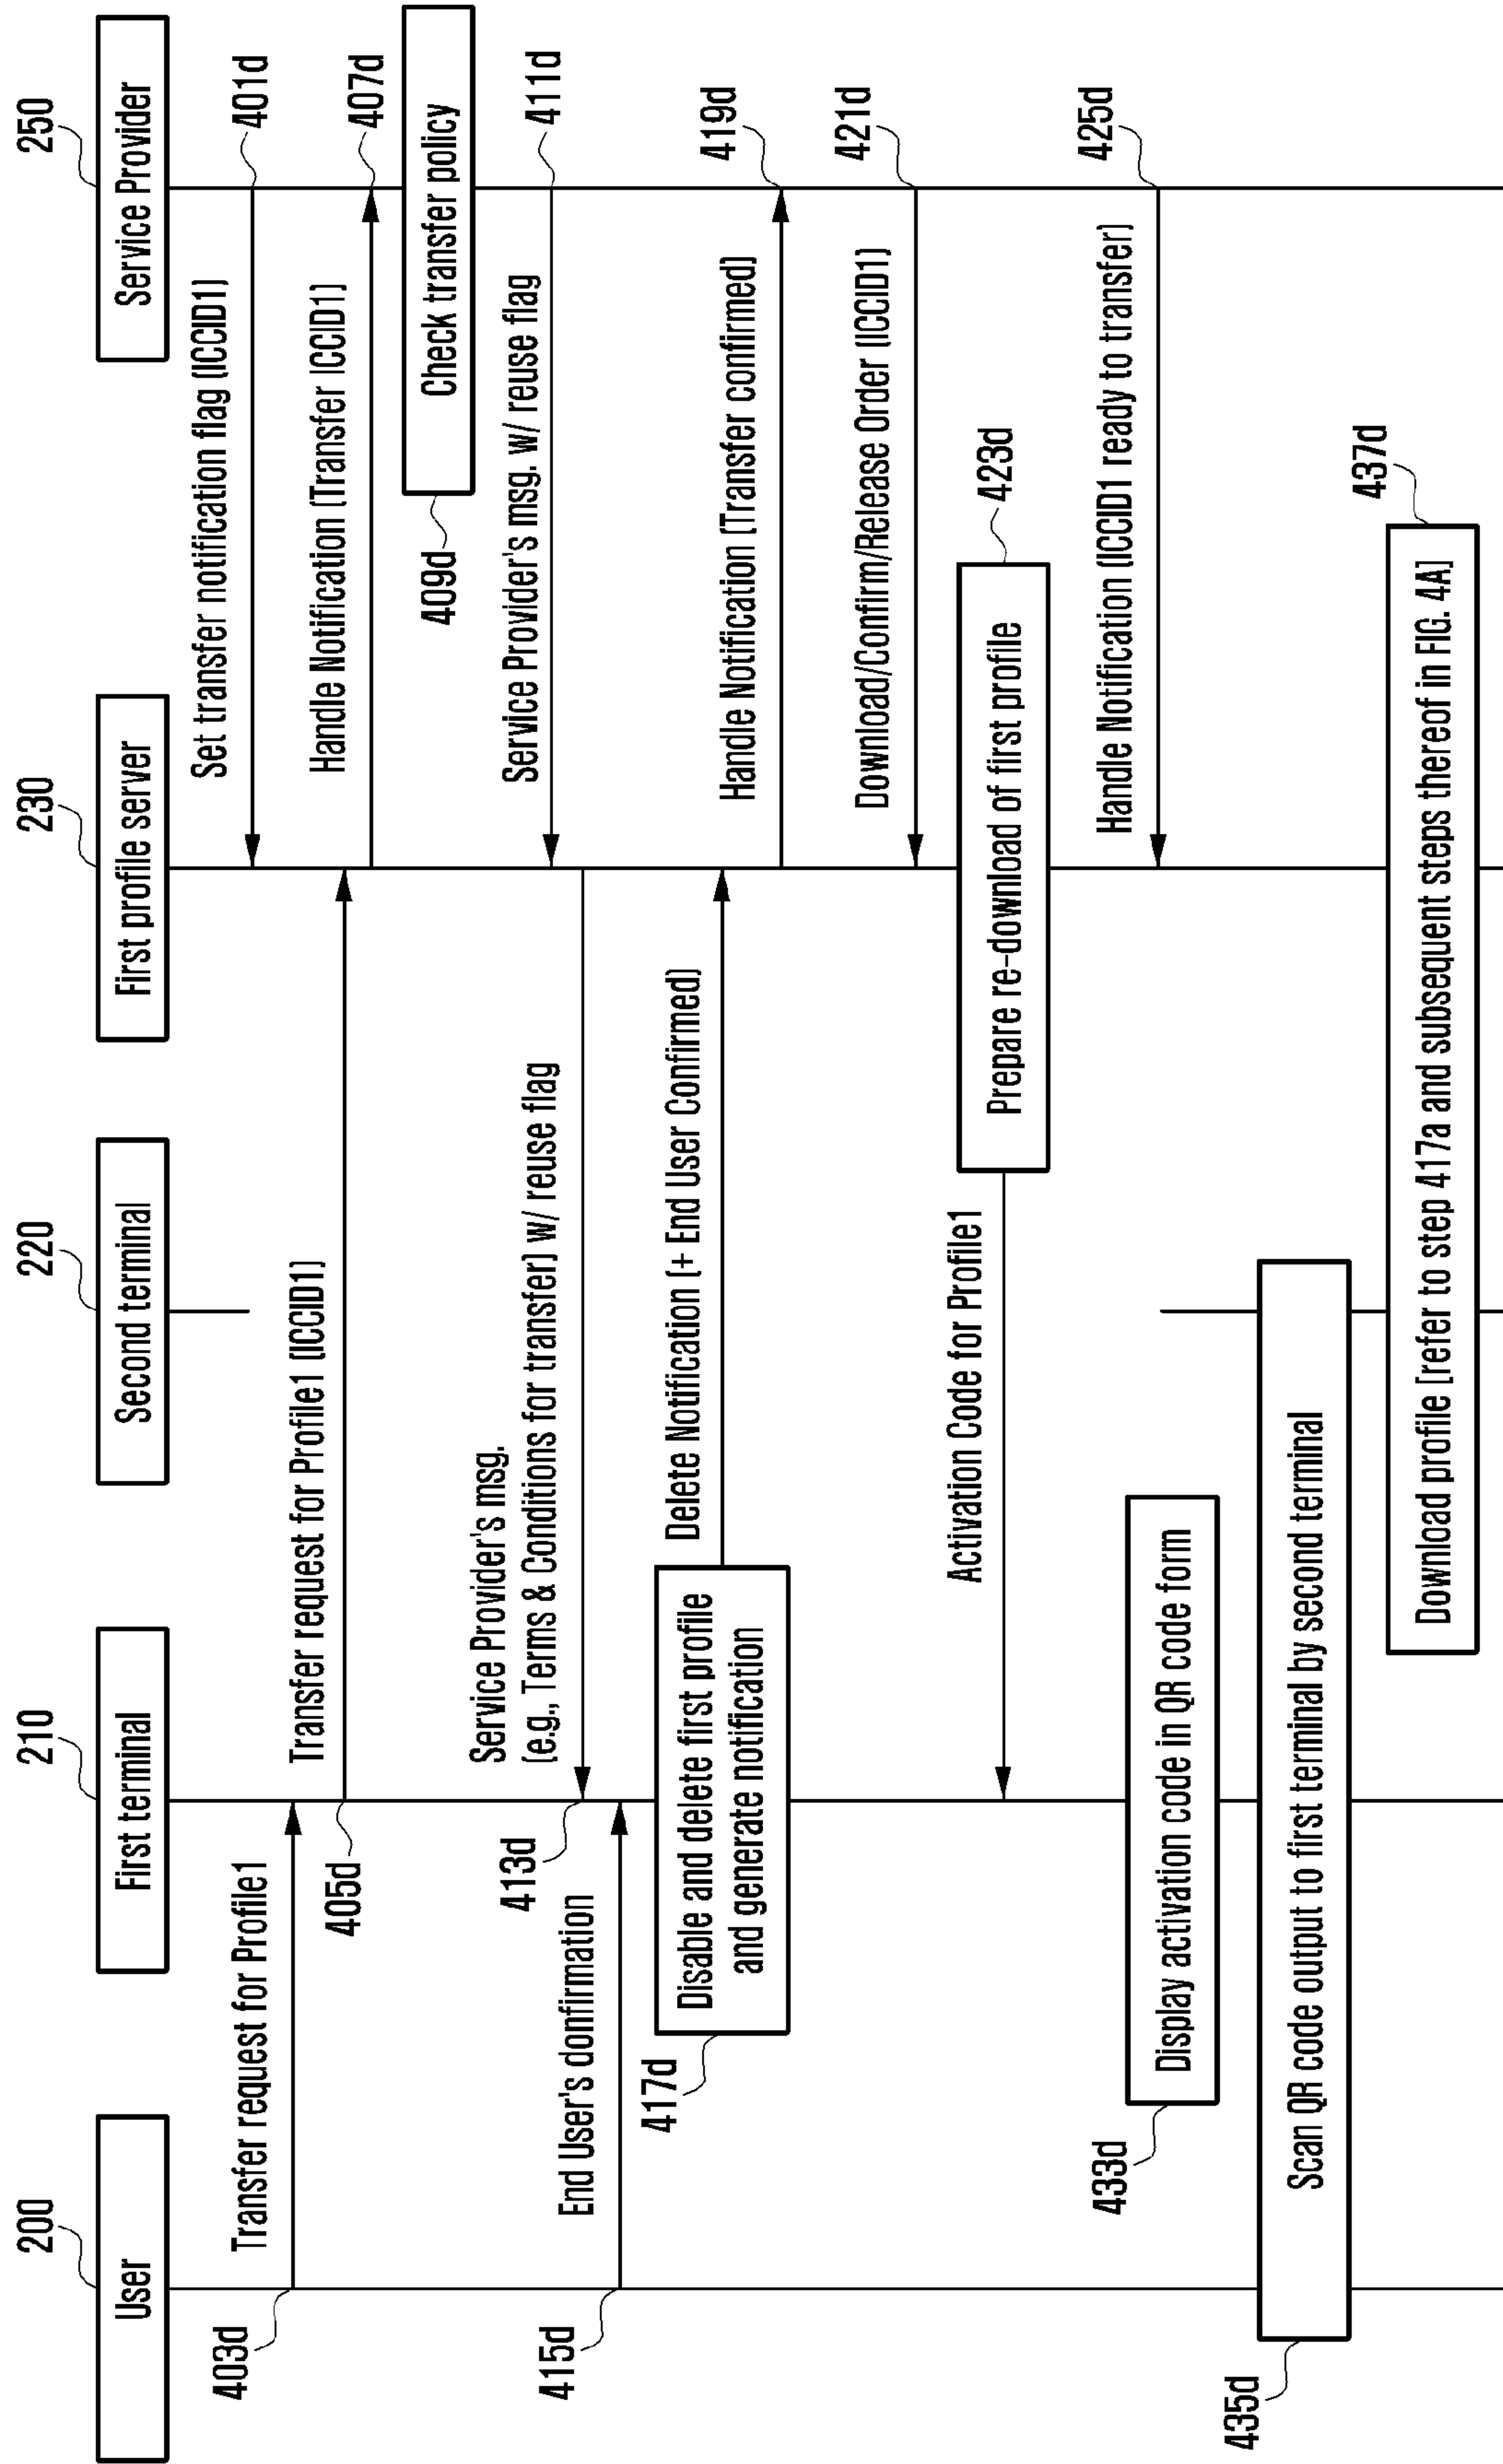 200
User
210
First terminal
220
Second terminal
230
First profile server
250
Service Provider
Set transfer notification flag (ICCID1)
401d
Transfer request for Profile1
403d
Transfer request for Profile1 (ICCID1)
405d
Handle Notification (Transfer ICCID1)
407d
Check transfer policy
409d
Service Provider's msg. w/ reuse flag
411d
Service Provider's msg.
(e.g., Terms & Conditions for transfer) w/ reuse flag
413d
End User's donfirmation
415d
Disable and delete first profile
and generate notification
417d
Delete Notification (+ End User Confirmed)
Handle Notification (Transfer confirmed)
419d
Download/Confirm/Release Order (ICCID1)
421d
Prepare re-download of first profile
423d
Activation Code for Profile1
Handle Notification (ICCID1 ready to transfer)
425d
Display activation code in QR code form
433d
Scan QR code output to first terminal by second terminal
435d
Download profile [refer to step 417a and subsequent steps thereof in FIG. 4A]
437d